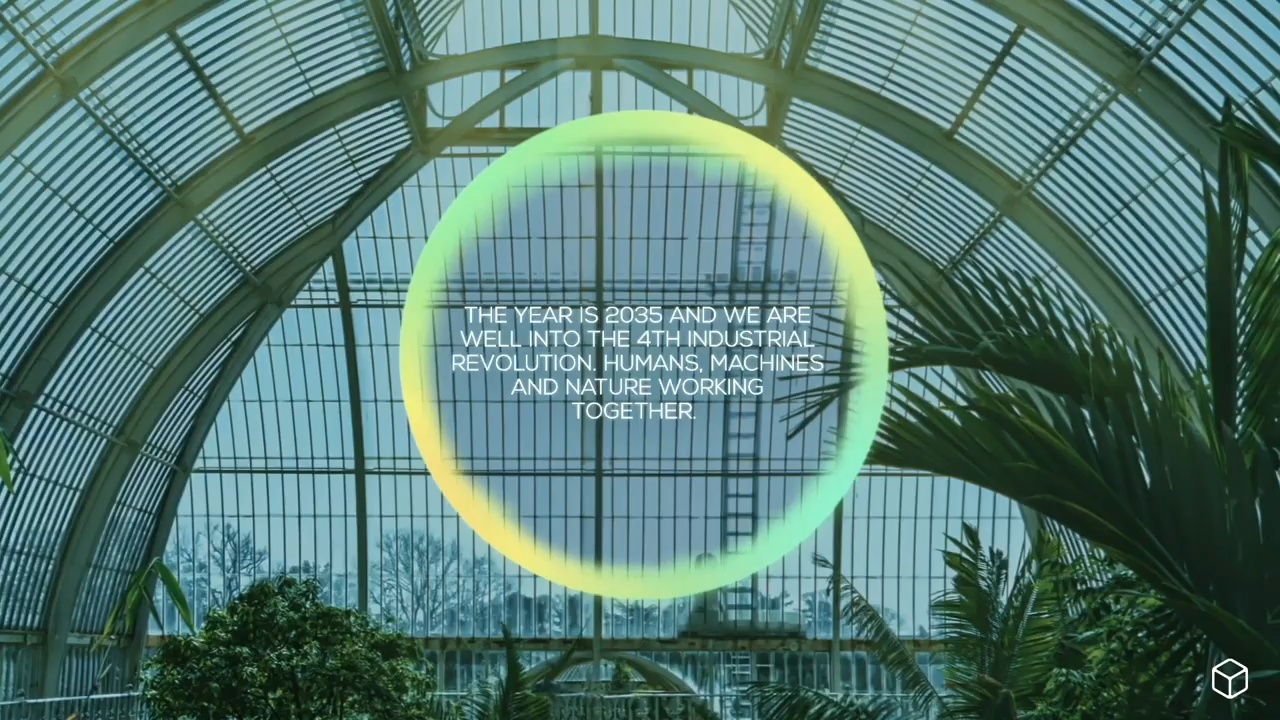 THE YEAR IS 2035 AND WE ARE
WELL INTO THE 4TH INDUSTRIAL
REVOLUTION. HUMANS, MACHINES
AND NATURE WORKING
TOGETHER.